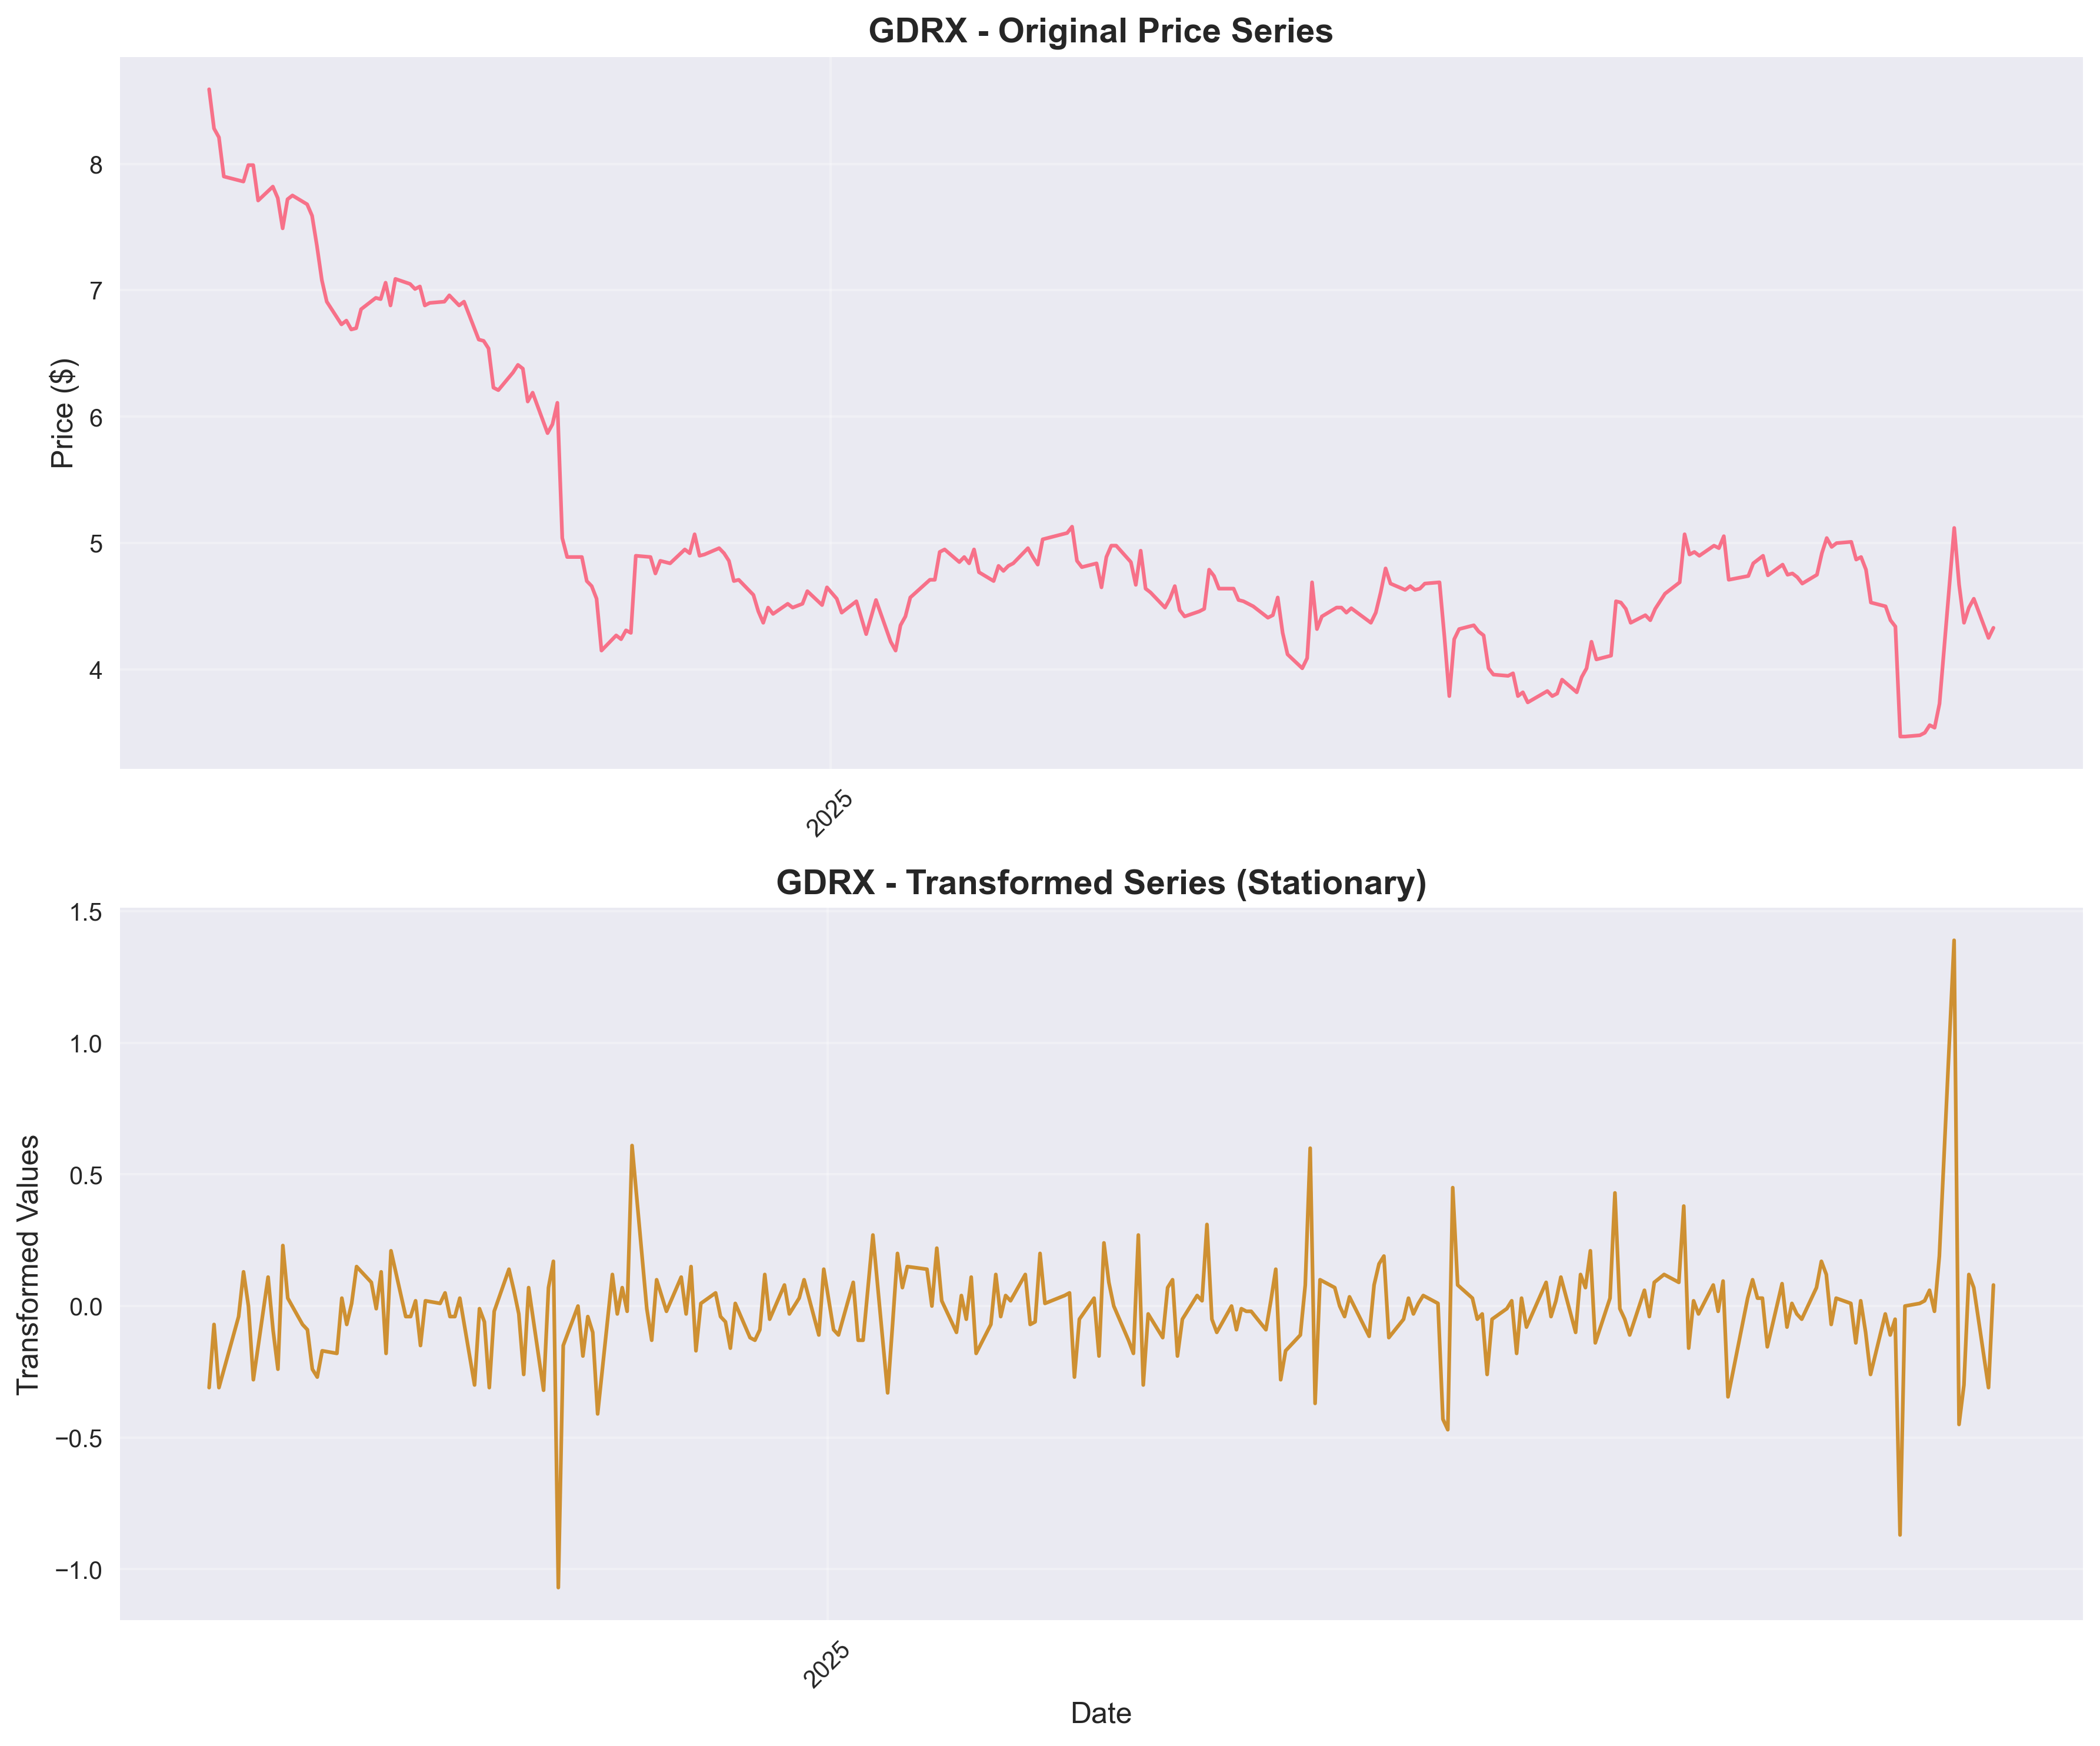 GDRX - Original Price Series
Price ($)
8
7
6
5
4
2025
GDRX - Transformed Series (Stationary)
Transformed Values
1.5
1.0
0.5
0.0
−0.5
−1.0
2025
Date